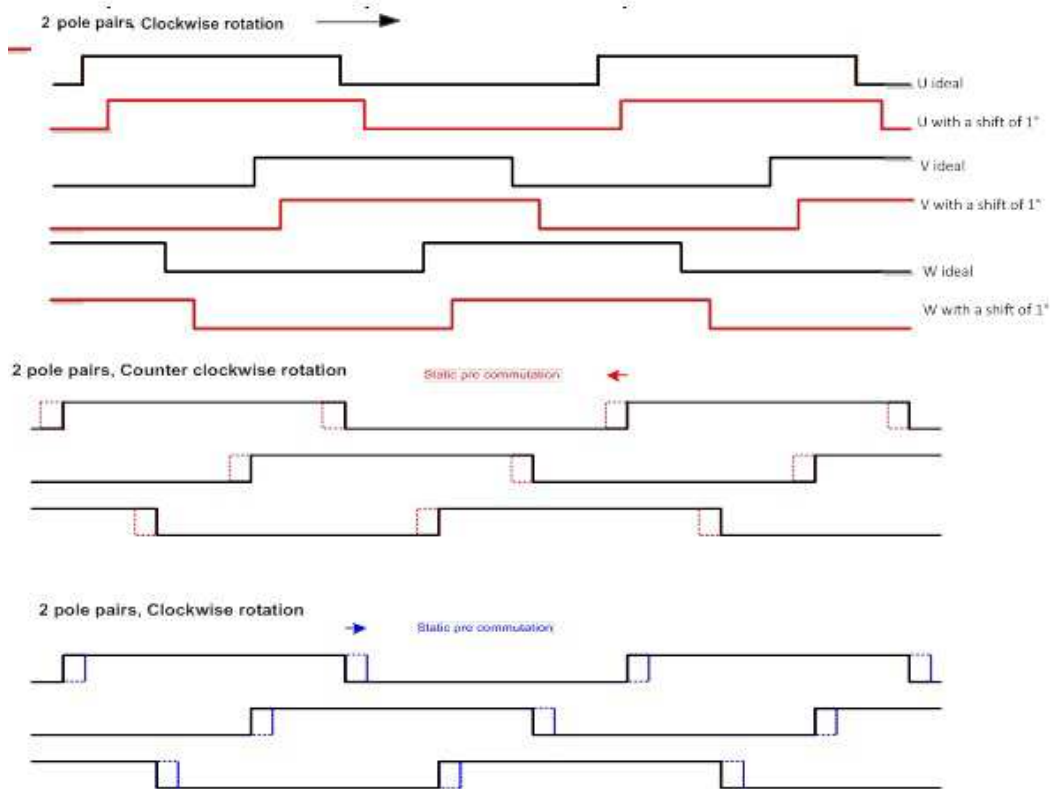 2 pole pairs, Clockwise rotation
U ideal
U with a shift of 1°
V ideal
V with a shift of 1°
W ideal
W with a shift of 1°
2 pole pairs, Counter clockwise rotation
Static pre commutation
2 pole pairs, Clockwise rotation
Static pre commutation